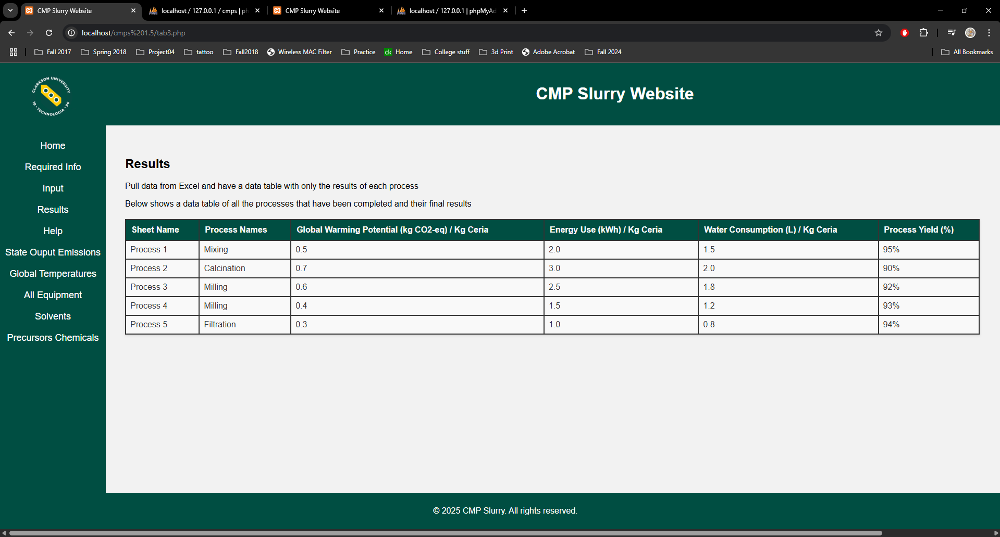 CMP Slurry Website
localhost / 127.0.0.1 / cmps | ph
CMP Slurry Website
localhost / 127.0.0.1 | phpMyAd
localhost/cmps%201.5/tab3.php
Fall 2017 Spring 2018 Project04 tattoo Fall2018 Wireless MAC Filter Practice ck Home College stuff 3d Print Adobe Acrobat Fall 2024 All Bookmarks
CLARKSON UNIVERSITY
18 • TECHNOLOGIA • 96
CMP Slurry Website
Home
Required Info
Input
Results
Help
State Ouput Emissions
Global Temperatures
All Equipment
Solvents
Precursors Chemicals
Results
Pull data from Excel and have a data table with only the results of each process
Below shows a data table of all the processes that have been completed and their final results
Sheet Name Process Names Global Warming Potential (kg CO2-eq) / Kg Ceria Energy Use (kWh) / Kg Ceria Water Consumption (L) / Kg Ceria Process Yield (%)
Process 1 Mixing 0.5 2.0 1.5 95%
Process 2 Calcination 0.7 3.0 2.0 90%
Process 3 Milling 0.6 2.5 1.8 92%
Process 4 Milling 0.4 1.5 1.2 93%
Process 5 Filtration 0.3 1.0 0.8 94%
© 2025 CMP Slurry. All rights reserved.